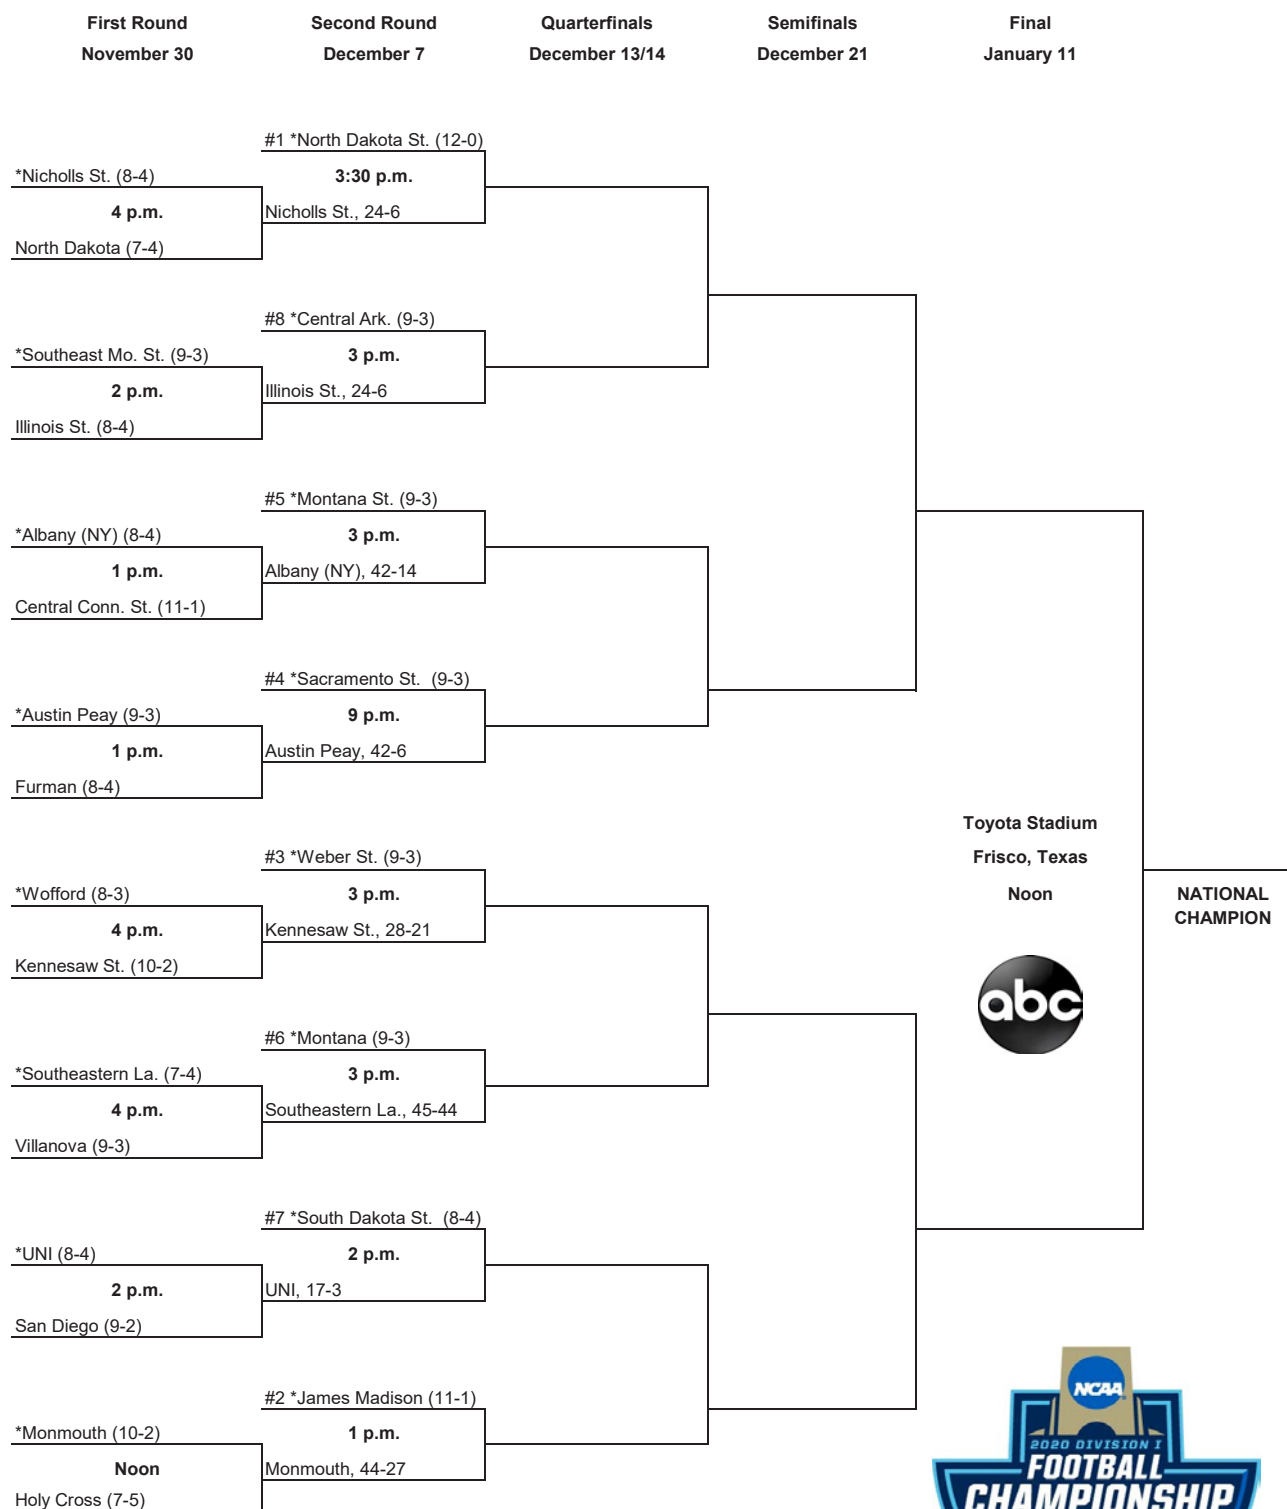 First Round Second Round Quarterfinals Semifinals Final
November 30 December 7 December 13/14 December 21 January 11
#1 *North Dakota St. (12-0)
*Nicholls St. (8-4) 3:30 p.m.
4 p.m. Nicholls St., 24-6
North Dakota (7-4)
#8 *Central Ark. (9-3)
*Southeast Mo. St. (9-3) 3 p.m.
2 p.m. Illinois St., 24-6
Illinois St. (8-4)
#5 *Montana St. (9-3)
*Albany (NY) (8-4) 3 p.m.
1 p.m. Albany (NY), 42-14
Central Conn. St. (11-1)
#4 *Sacramento St. (9-3)
*Austin Peay (9-3) 9 p.m.
1 p.m. Austin Peay, 42-6
Furman (8-4)
Toyota Stadium
#3 *Weber St. (9-3) Frisco, Texas
*Wofford (8-3) 3 p.m. Noon NATIONAL
CHAMPION
4 p.m. Kennesaw St., 28-21
Kennesaw St. (10-2)
abc
#6 *Montana (9-3)
*Southeastern La. (7-4) 3 p.m.
4 p.m. Southeastern La., 45-44
Villanova (9-3)
#7 *South Dakota St. (8-4)
*UNI (8-4) 2 p.m.
2 p.m. UNI, 17-3
San Diego (9-2)
#2 *James Madison (11-1)
NCAA
*Monmouth (10-2) 1 p.m.
2020 DIVISION I
Noon Monmouth, 44-27 FOOTBALL
Holy Cross (7-5) CHAMPIONSHIP